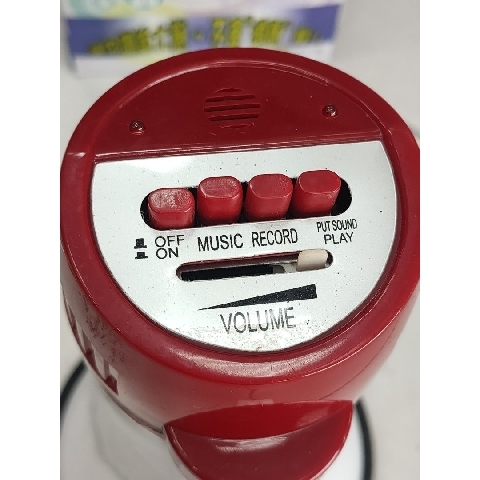 OFF
ON
MUSIC
RECORD
PUT SOUND
PLAY
VOLUME